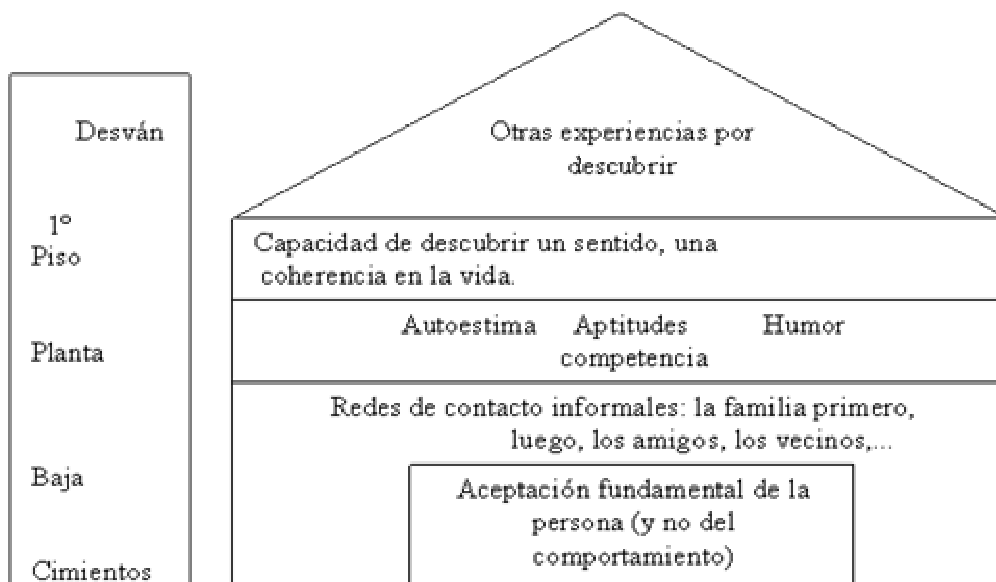 Desván
1º
Piso
Planta
Baja
Cimientos
Otras experiencias por
descubrir
Capacidad de descubrir un sentido, una
coherencia en la vida.
Autoestima Aptitudes Humor
competencia
Redes de contacto informales: la familia primero,
luego, los amigos, los vecinos,...
Aceptación fundamental de la
persona (y no del
comportamiento)